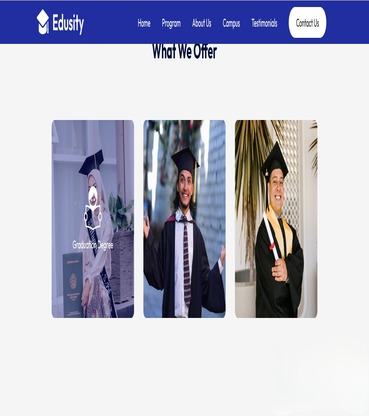 Edusity
Home Program About Us Campus Testimonials Contact Us
What We Offer
Graduation Degree